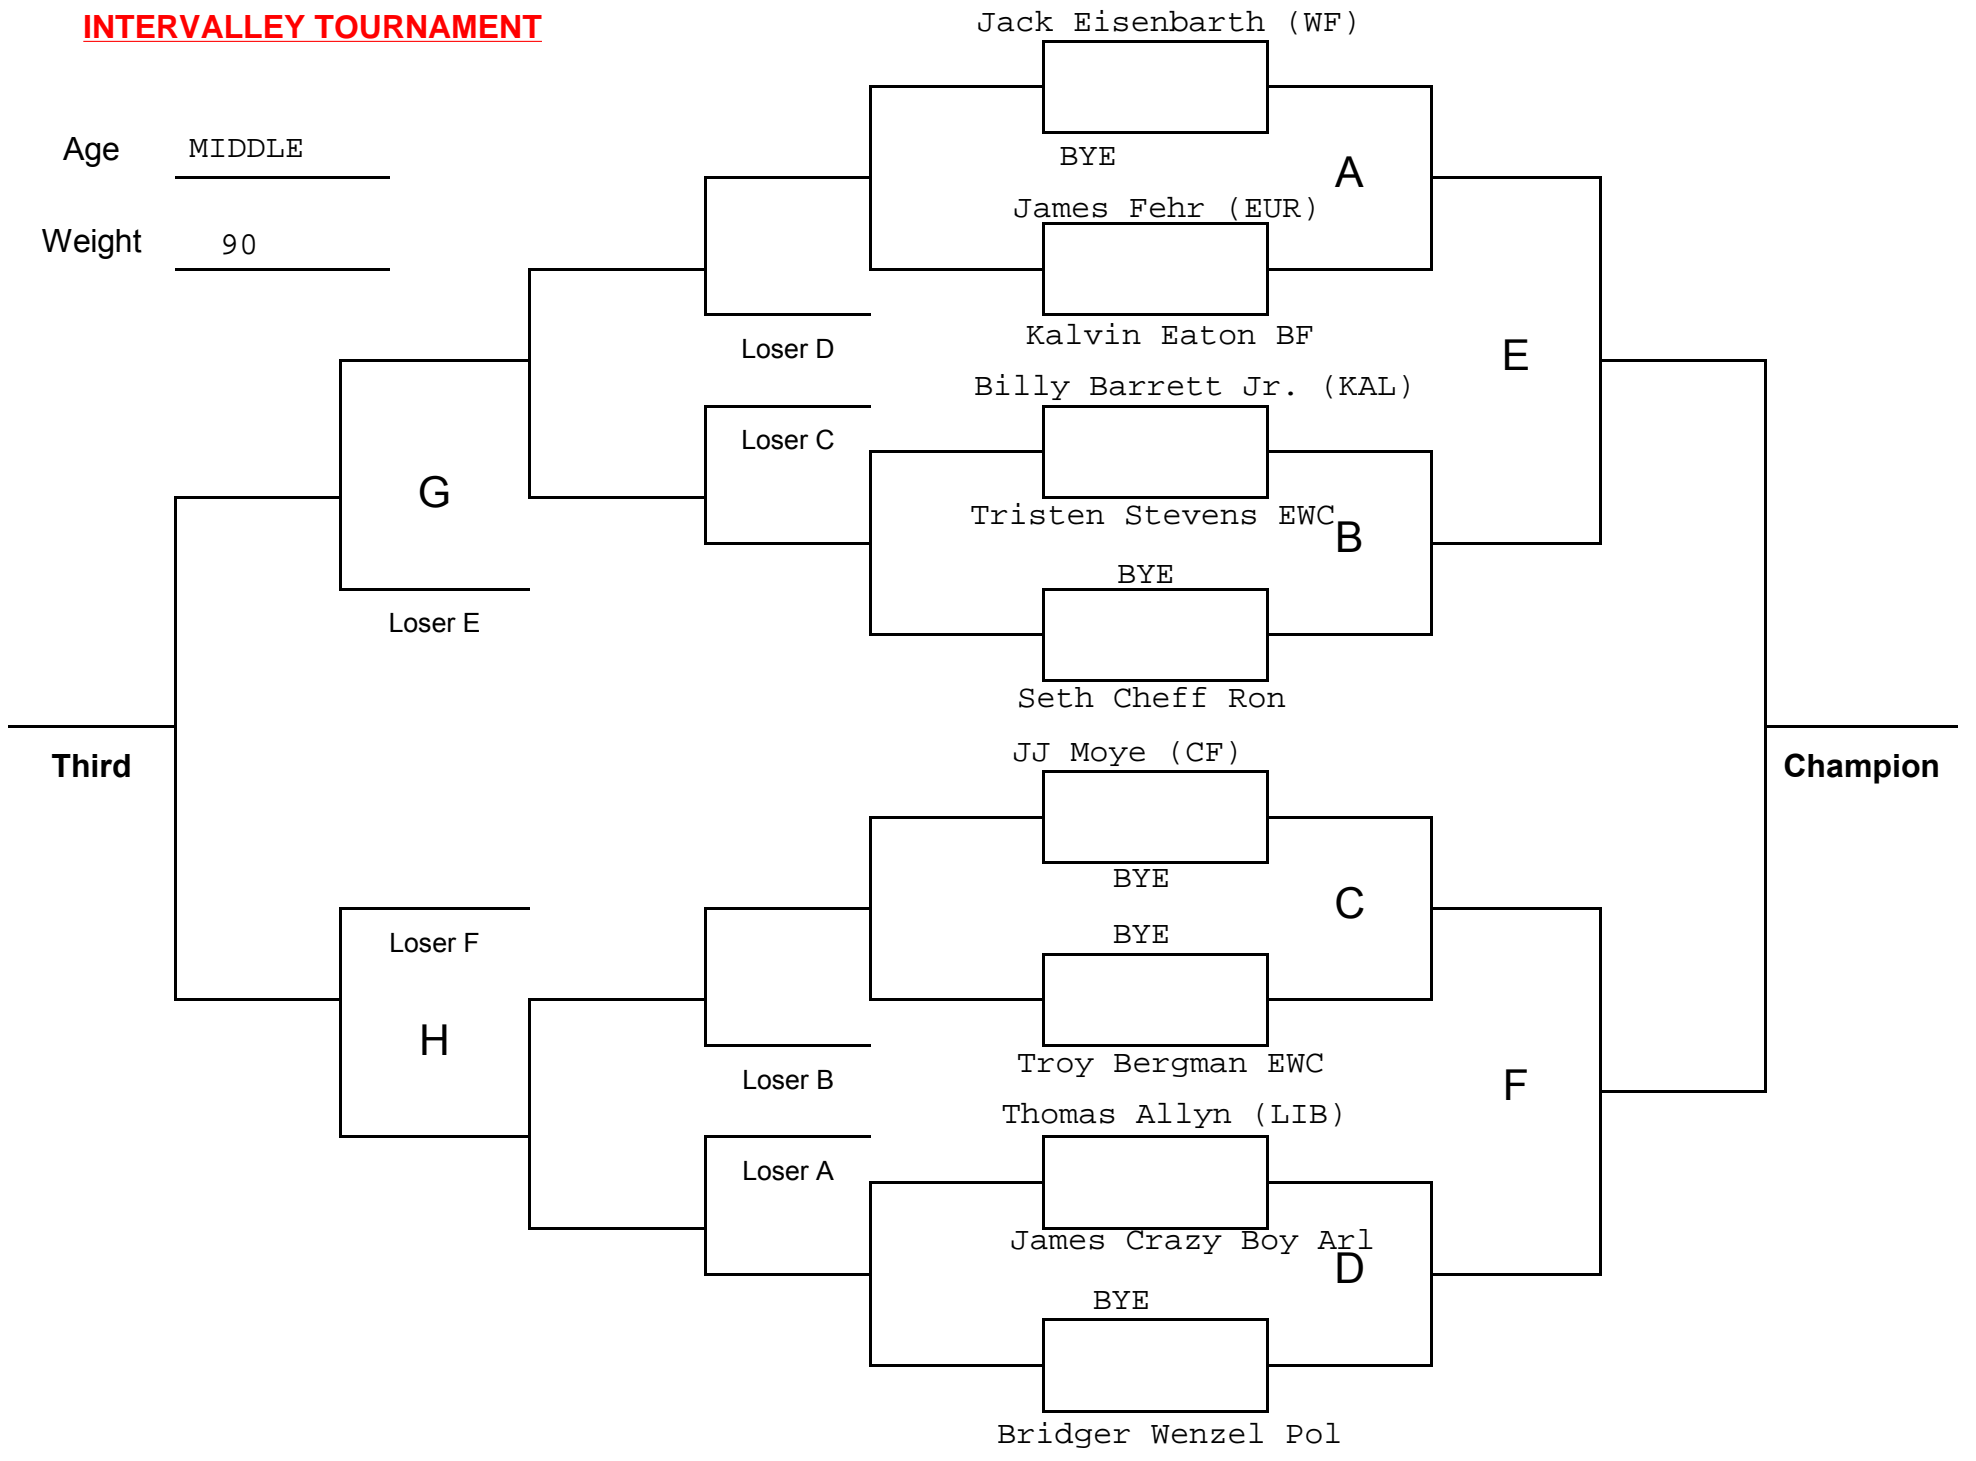 INTERVALLEY TOURNAMENT
Jack Eisenbarth (WF)
Age MIDDLE
BYE
A
James Fehr (EUR)
Weight 90
Kalvin Eaton BF
Loser D
E
Billy Barrett Jr. (KAL)
Loser C
G
Tristen Stevens EWC
B
BYE
Loser E
Seth Cheff Ron
JJ Moye (CF)
Third
Champion
BYE
C
BYE
Loser F
H
Troy Bergman EWC
Loser B
F
Thomas Allyn (LIB)
Loser A
James Crazy Boy Arl
D
BYE
Bridger Wenzel Pol